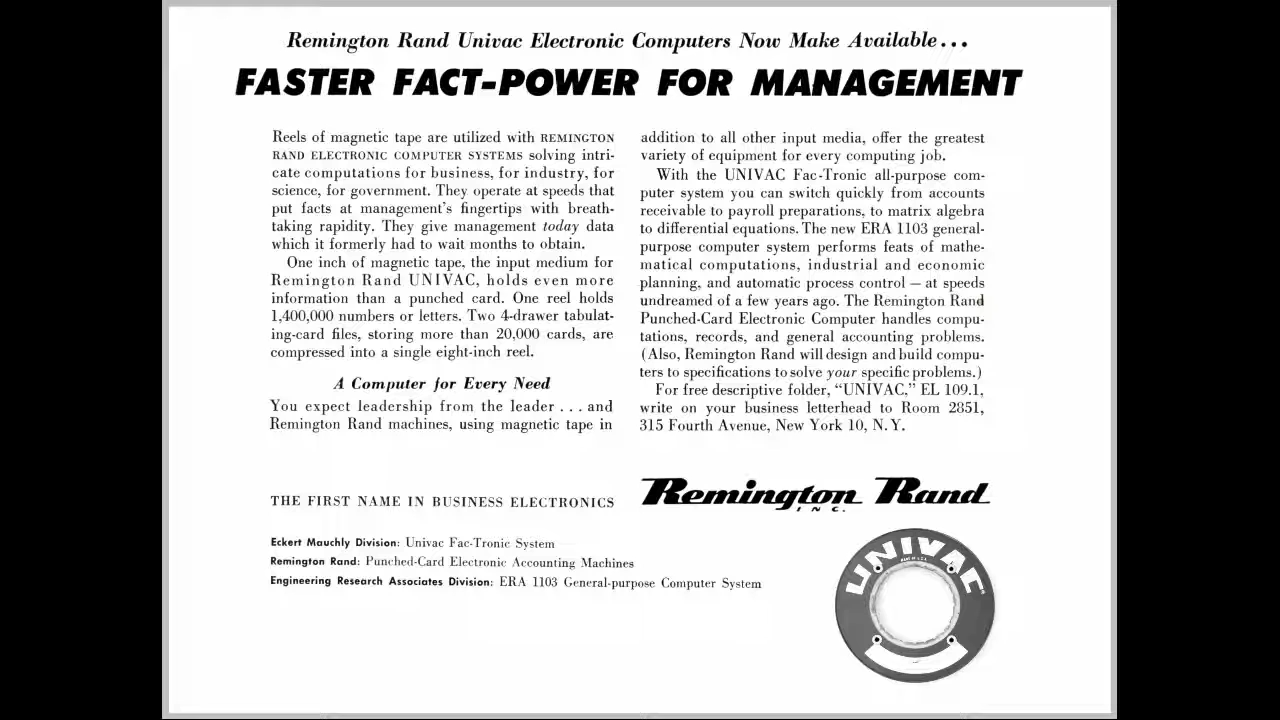 Remington Rand Univac Electronic Computers Now Make Available...
FASTER FACT-POWER FOR MANAGEMENT
Reels of magnetic tape are utilized with REMINGTON
RAND ELECTRONIC COMPUTER SYSTEMS solving intri-
cate computations for business, for industry, for
science, for government. They operate at speeds that
put facts at management's fingertips with breath-
taking rapidity. They give management today data
which it formerly had to wait months to obtain.
One inch of magnetic tape, the input medium for
Remington Rand UNIVAC, holds even more
information than a punched card. One reel holds
1,400,000 numbers or letters. Two 4-drawer tabulat-
ing-card files, storing more than 20,000 cards, are
compressed into a single eight-inch reel.
A Computer for Every Need
You expect leadership from the leader . . . and
Remington Rand machines, using magnetic tape in
addition to all other input media, offer the greatest
variety of equipment for every computing job.
With the UNIVAC Fac-Tronic all-purpose com-
puter system you can switch quickly from accounts
receivable to payroll preparations, to matrix algebra
to differential equations. The new ERA 1103 general-
purpose computer system performs feats of mathe-
matical computations, industrial and economic
planning, and automatic process control — at speeds
undreamed of a few years ago. The Remington Rand
Punched-Card Electronic Computer handles compu-
tations, records, and general accounting problems.
(Also, Remington Rand will design and build compu-
ters to specifications to solve your specific problems.)
For free descriptive folder, "UNIVAC," EL 109.1,
write on your business letterhead to Room 2851,
315 Fourth Avenue, New York 10, N.Y.
THE FIRST NAME IN BUSINESS ELECTRONICS
Remington Rand
INC.
Eckert Mauchly Division: Univac Fac-Tronic System
Remington Rand: Punched-Card Electronic Accounting Machines
Engineering Research Associates Division: ERA 1103 General-purpose Computer System
UNIVAC
MADE IN U.S.A.